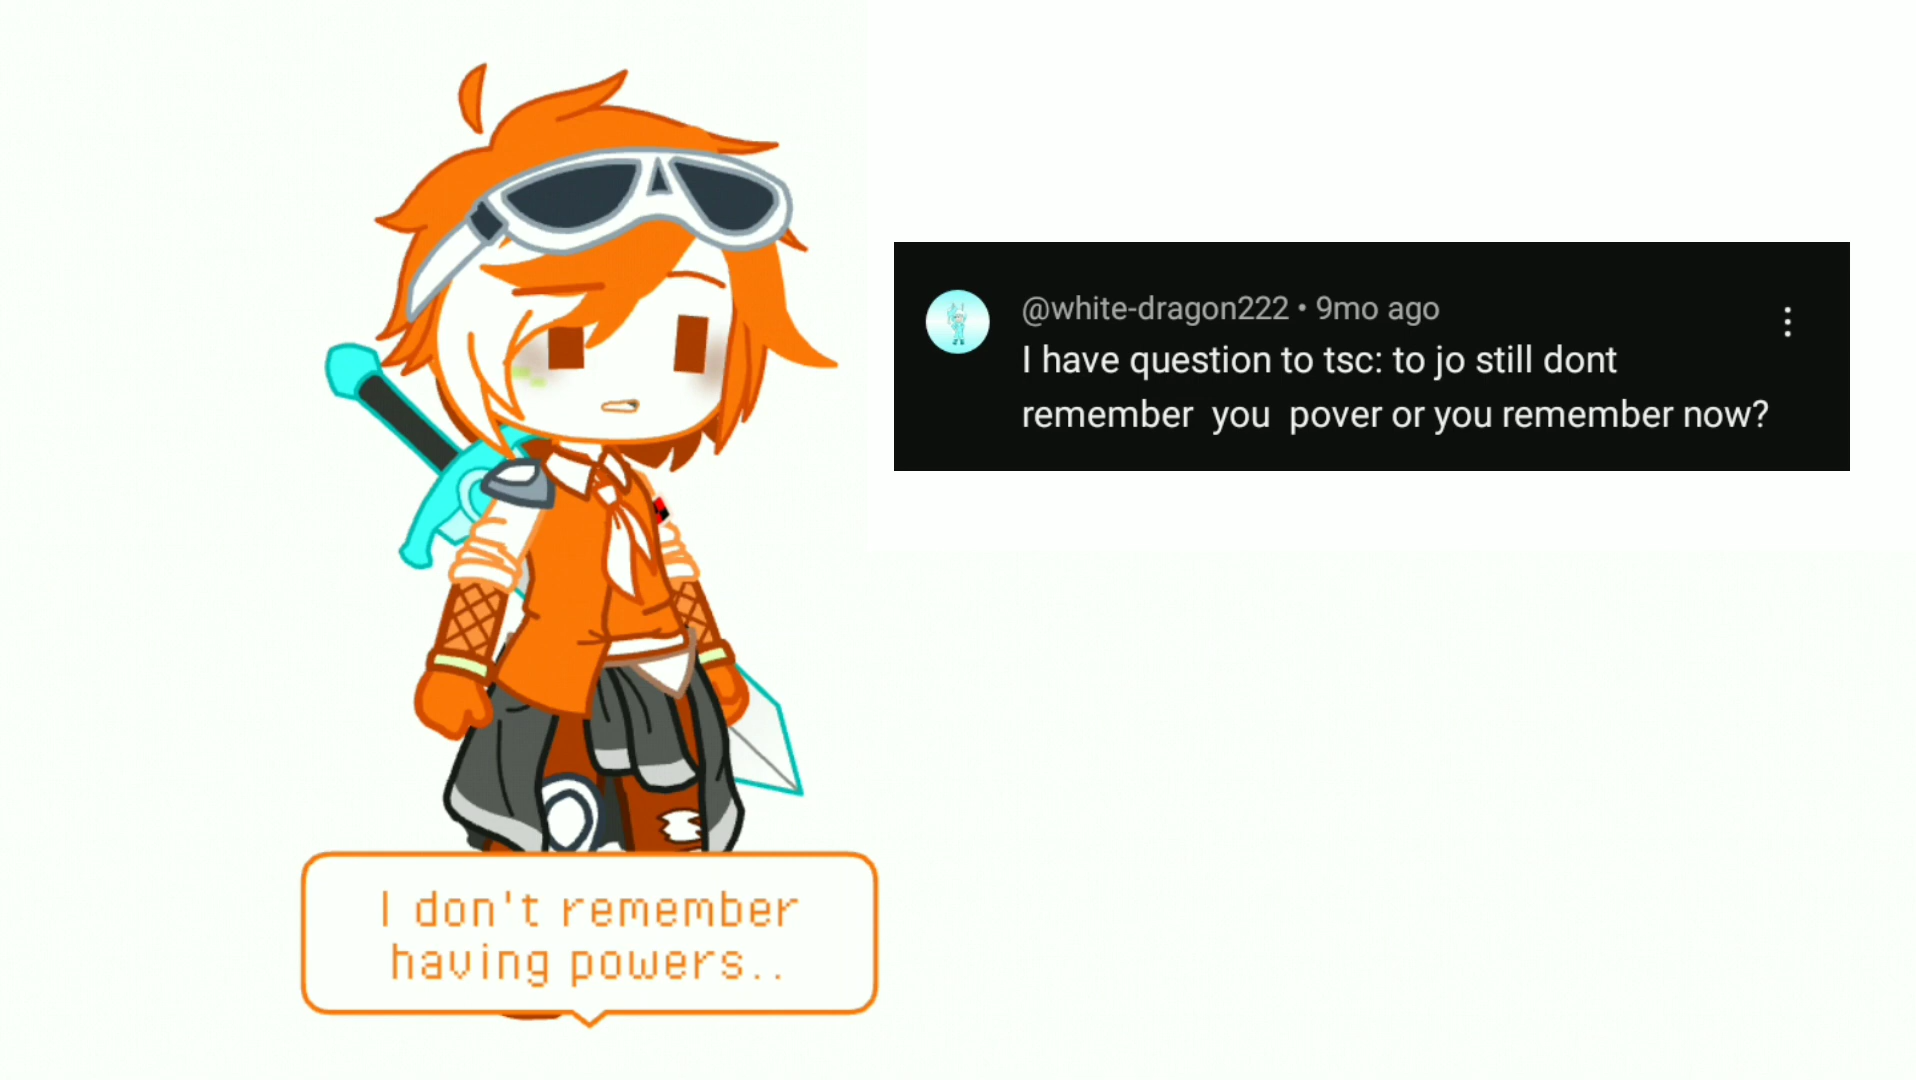 @white-dragon222 • 9mo ago
I have question to tsc: to jo still dont
remember you pover or you remember now?
I don't remember
having powers..